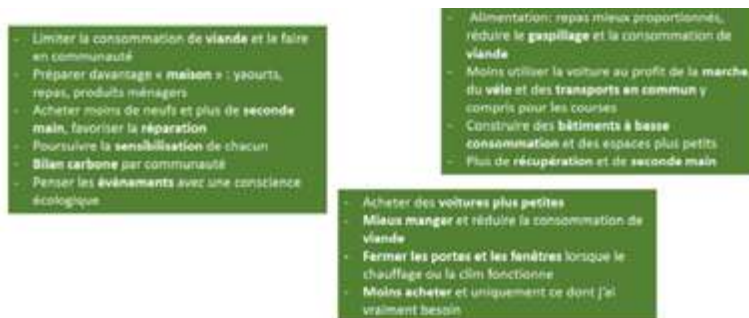 - Limiter la consommation de viande et le faire
en communauté
- Préparer davantage « maison » : yaourts,
repas, produits ménagers
- Acheter moins de neufs et plus de seconde
main, favoriser la réparation
- Poursuivre la sensibilisation de chacun
- Bilan carbone par communauté
- Penser les évènements avec une conscience
écologique
- Alimentation: repas mieux proportionnés,
réduire le gaspillage et la consommation de
viande
- Moins utiliser la voiture au profit de la marche
du vélo et des transports en commun y
compris pour les courses
- Construire des bâtiments à basse
consommation et des espaces plus petits
- Plus de récupération et de seconde main
- Acheter des voitures plus petites
- Mieux manger et réduire la consommation de
viande
- Fermer les portes et les fenêtres lorsque le
chauffage ou la clim fonctionne
- Moins acheter et uniquement ce dont j'ai
vraiment besoin